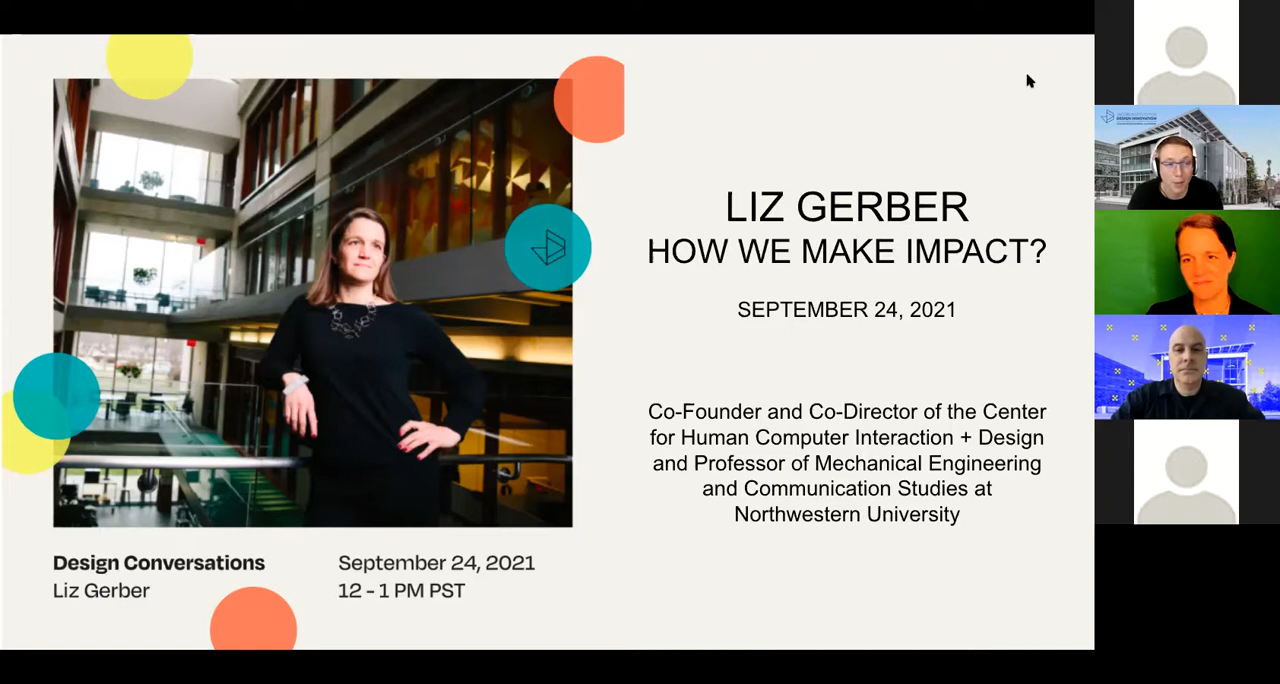 LIZ GERBER
HOW WE MAKE IMPACT?
SEPTEMBER 24, 2021
Co-Founder and Co-Director of the Center
for Human Computer Interaction + Design
and Professor of Mechanical Engineering
and Communication Studies at
Northwestern University
Design Conversations
Liz Gerber
September 24, 2021
12 - 1 PM PST
DESIGN INNOVATION